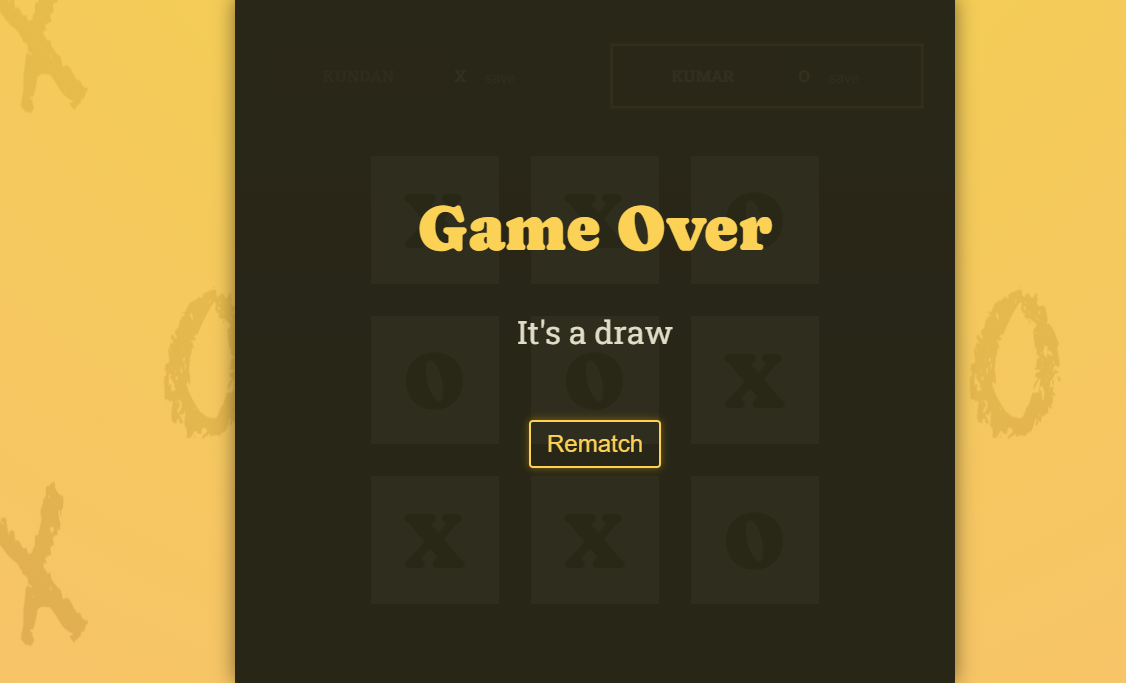 KUNDAN X save KUMAR O save
X X O
Game Over
It's a draw
O O X
Rematch
X X O